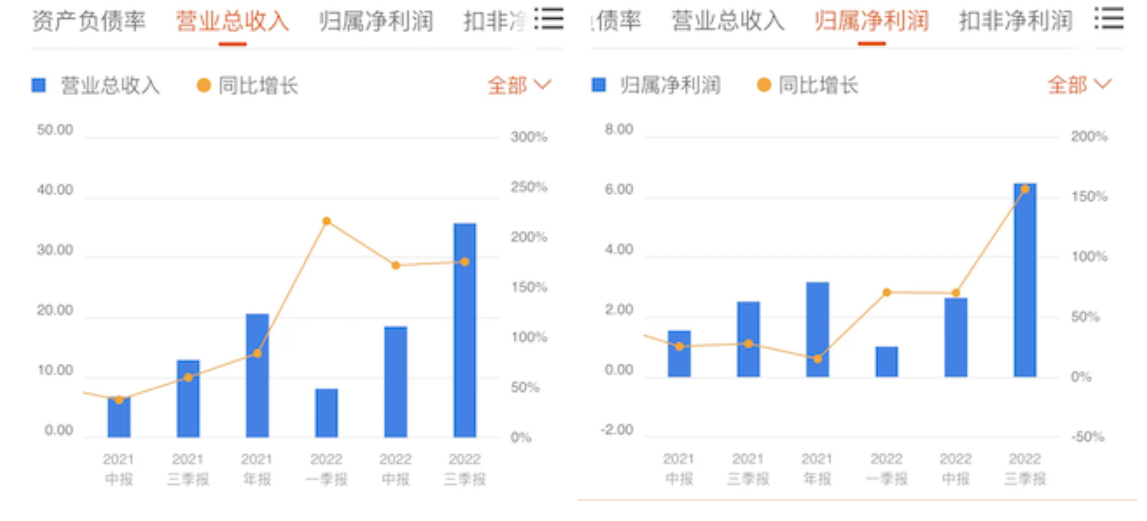 资产负债率 营业总收入 归属净利润 扣非净
营业总收入 同比增长 全部
50.00 300%
250%
40.00
200%
30.00
150%
20.00
100%
10.00
50%
0.00 0%
2021 2021 2021 2022 2022 2022
中报 三季报 年报 一季报 中报 三季报
债率 营业总收入 归属净利润 扣非净利润
归属净利润 同比增长 全部
8.00 200%
6.00 150%
4.00 100%
2.00 50%
0.00 0%
-2.00 -50%
2021 2021 2021 2022 2022 2022
中报 三季报 年报 一季报 中报 三季报